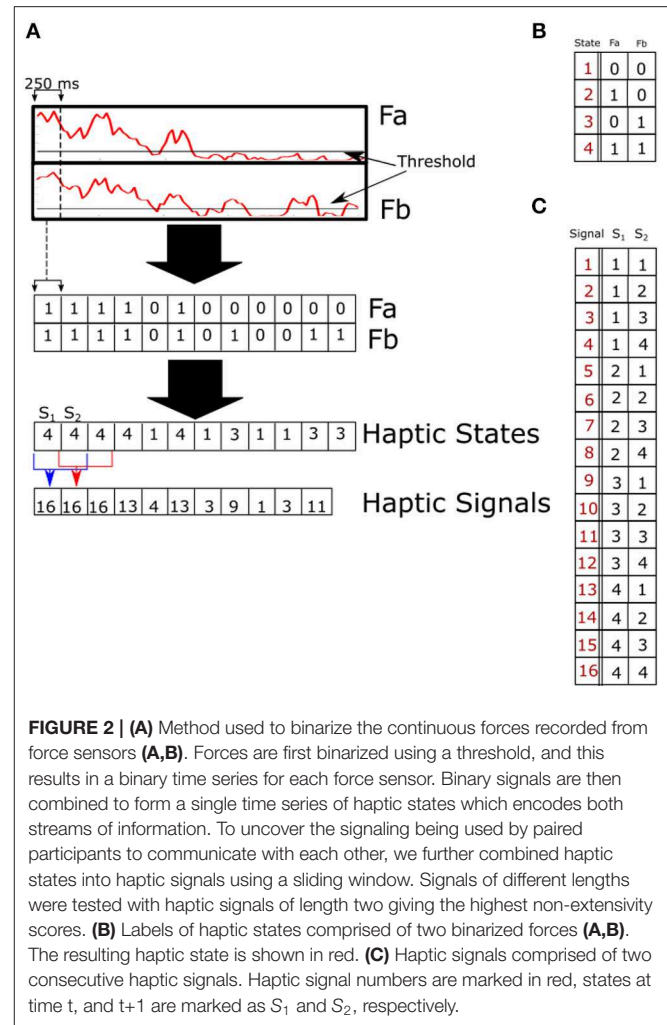 A
250 ms
Fa
Threshold
Fb
1 1 1 1 0 1 0 0 0 0 0 0 Fa
1 1 1 1 0 1 0 1 0 0 1 1 Fb
S1 S2
4 4 4 4 1 4 1 3 1 1 3 3 Haptic States
16 16 16 13 4 13 3 9 1 3 11 Haptic Signals
B
State Fa Fb
1 0 0
2 1 0
3 0 1
4 1 1
C
Signal S1 S2
1 1 1
2 1 2
3 1 3
4 1 4
5 2 1
6 2 2
7 2 3
8 2 4
9 3 1
10 3 2
11 3 3
12 3 4
13 4 1
14 4 2
15 4 3
16 4 4
FIGURE 2 | (A) Method used to binarize the continuous forces recorded from
force sensors (A,B). Forces are first binarized using a threshold, and this
results in a binary time series for each force sensor. Binary signals are then
combined to form a single time series of haptic states which encodes both
streams of information. To uncover the signaling being used by paired
participants to communicate with each other, we further combined haptic
states into haptic signals using a sliding window. Signals of different lengths
were tested with haptic signals of length two giving the highest non-extensivity
scores. (B) Labels of haptic states comprised of two binarized forces (A,B).
The resulting haptic state is shown in red. (C) Haptic signals comprised of two
consecutive haptic signals. Haptic signal numbers are marked in red, states at
time t, and t+1 are marked as S1 and S2, respectively.